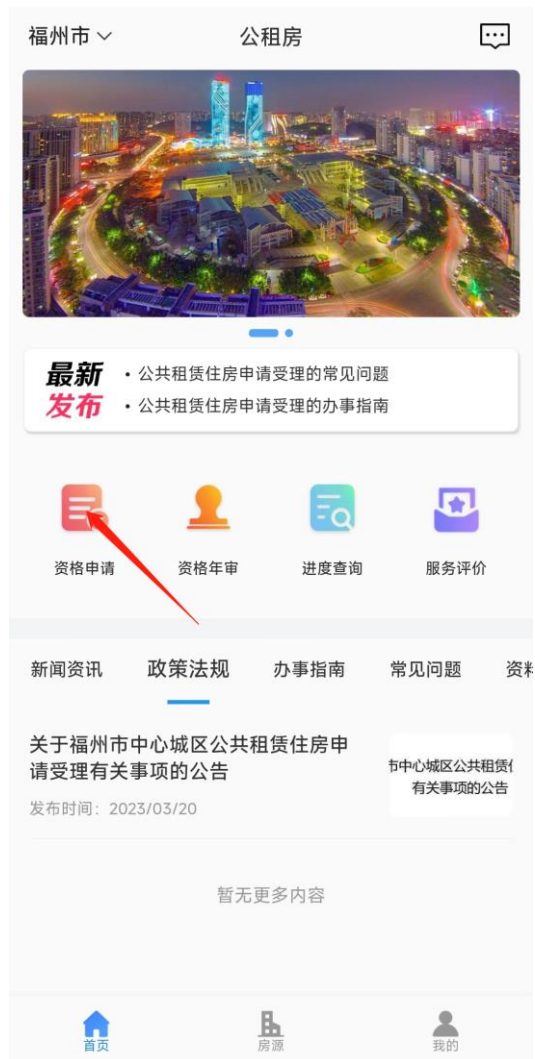 福州市
公租房
最新
发布
• 公共租赁住房申请受理的常见问题
• 公共租赁住房申请受理的办事指南
资格申请
资格年审
进度查询
服务评价
新闻资讯
政策法规
办事指南
常见问题
资料
关于福州市中心城区公共租赁住房申
请受理有关事项的公告
发布时间：2023/03/20
市中心城区公共租赁住
有关事项的公告
暂无更多内容
首页
房源
我的